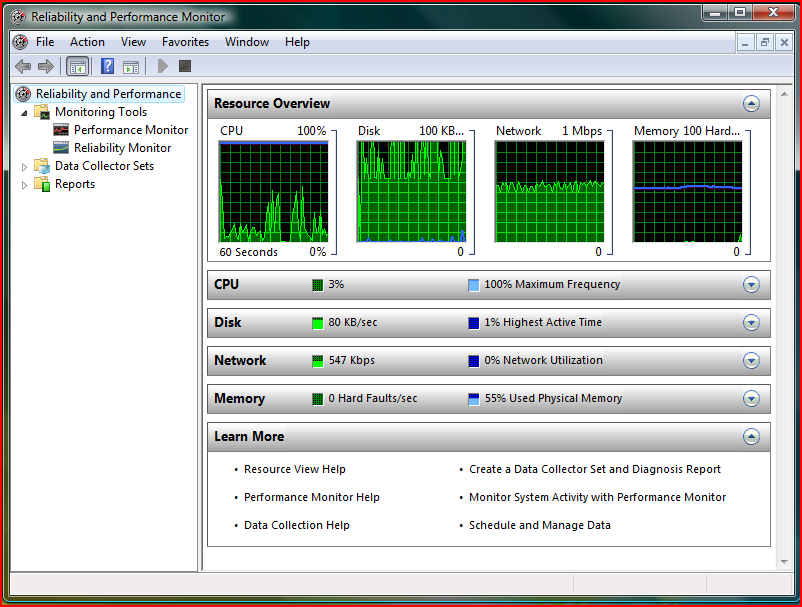 Reliability and Performance Monitor
File Action View Favorites Window Help
Reliability and Performance
Monitoring Tools
Performance Monitor
Reliability Monitor
Data Collector Sets
Reports
Resource Overview
CPU 100%
60 Seconds 0%
Disk 100 KB...
0
Network 1 Mbps
0
Memory 100 Hard...
0
CPU 3% 100% Maximum Frequency
Disk 80 KB/sec 1% Highest Active Time
Network 547 Kbps 0% Network Utilization
Memory 0 Hard Faults/sec 55% Used Physical Memory
Learn More
• Resource View Help • Create a Data Collector Set and Diagnosis Report
• Performance Monitor Help • Monitor System Activity with Performance Monitor
• Data Collection Help • Schedule and Manage Data